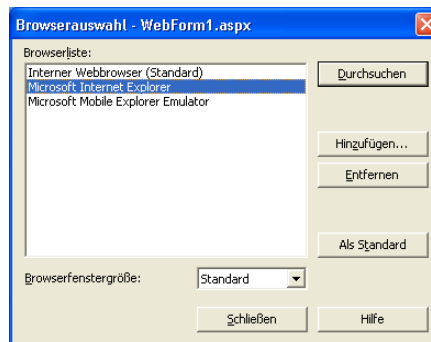 Browserauswahl - WebForm1.aspx
Browserliste:
Interner Webbrowser (Standard)
Microsoft Internet Explorer
Microsoft Mobile Explorer Emulator
Durchsuchen
Hinzufügen...
Entfernen
Als Standard
Browserfenstergröße:
Standard
Schließen
Hilfe